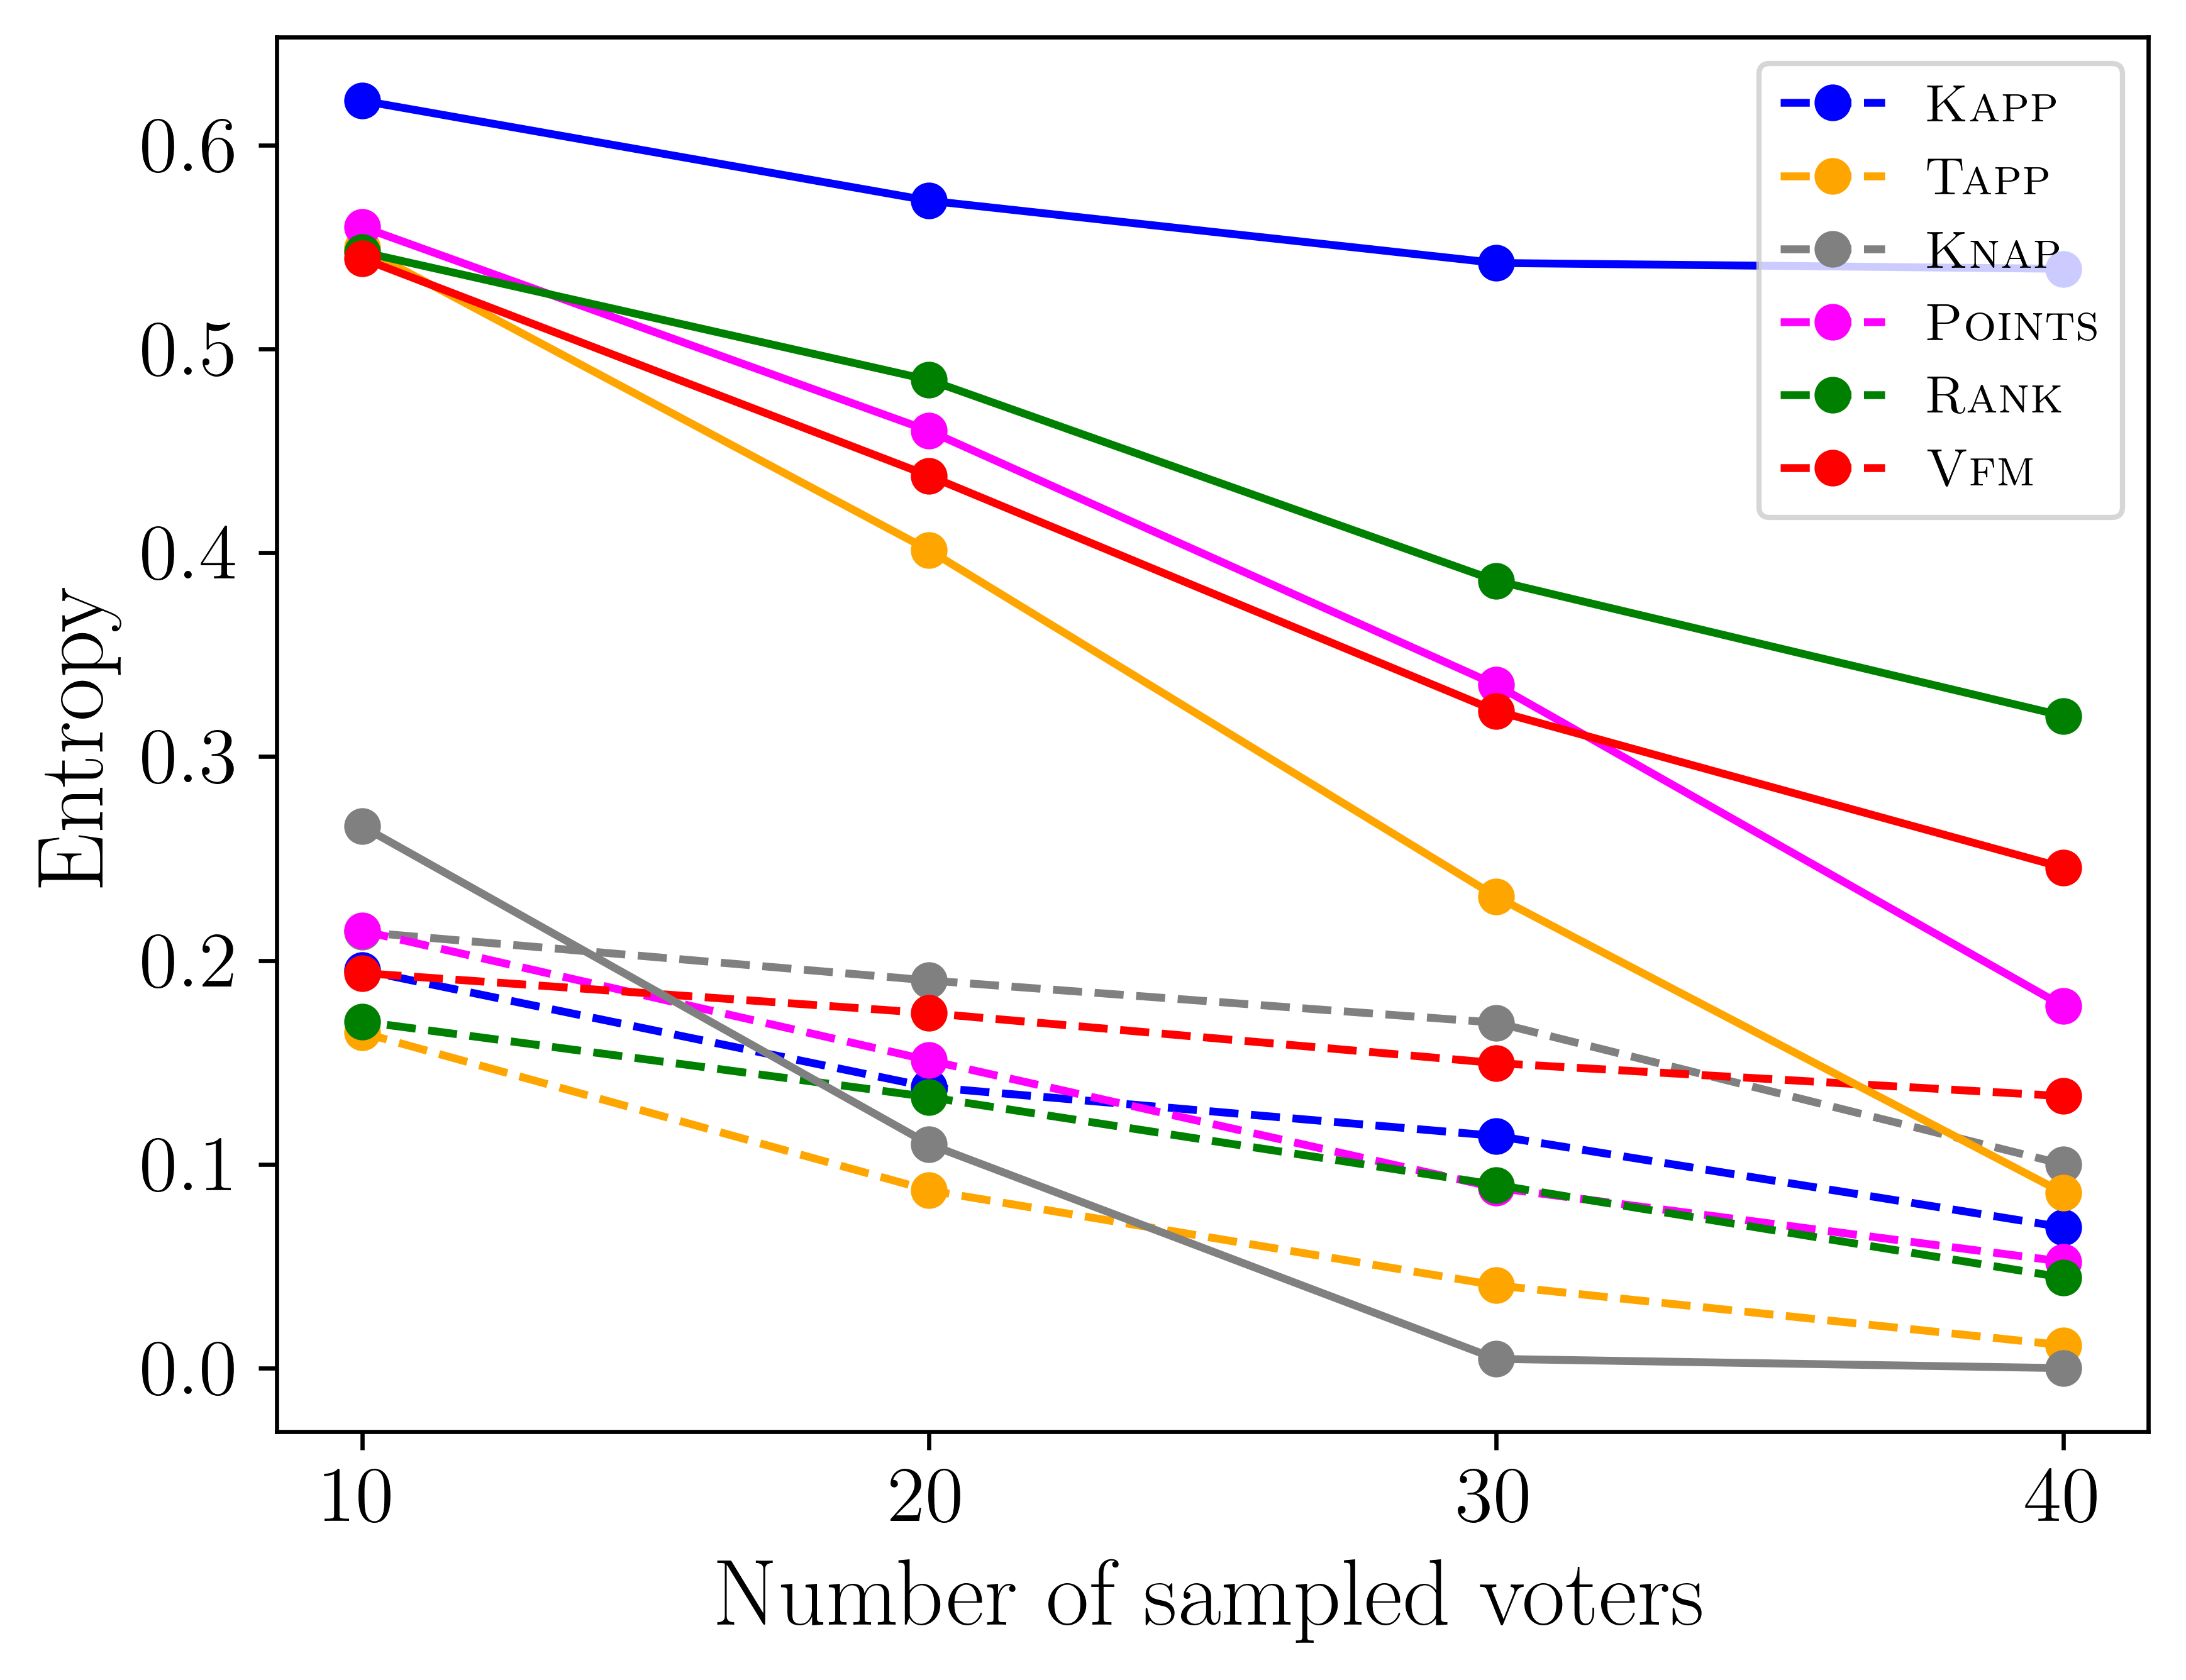 Entropy
0.6
0.5
0.4
0.3
0.2
0.1
0.0
10 20 30 40
Number of sampled voters
KAPP
TAPP
KNAP
POINTS
RANK
VFM